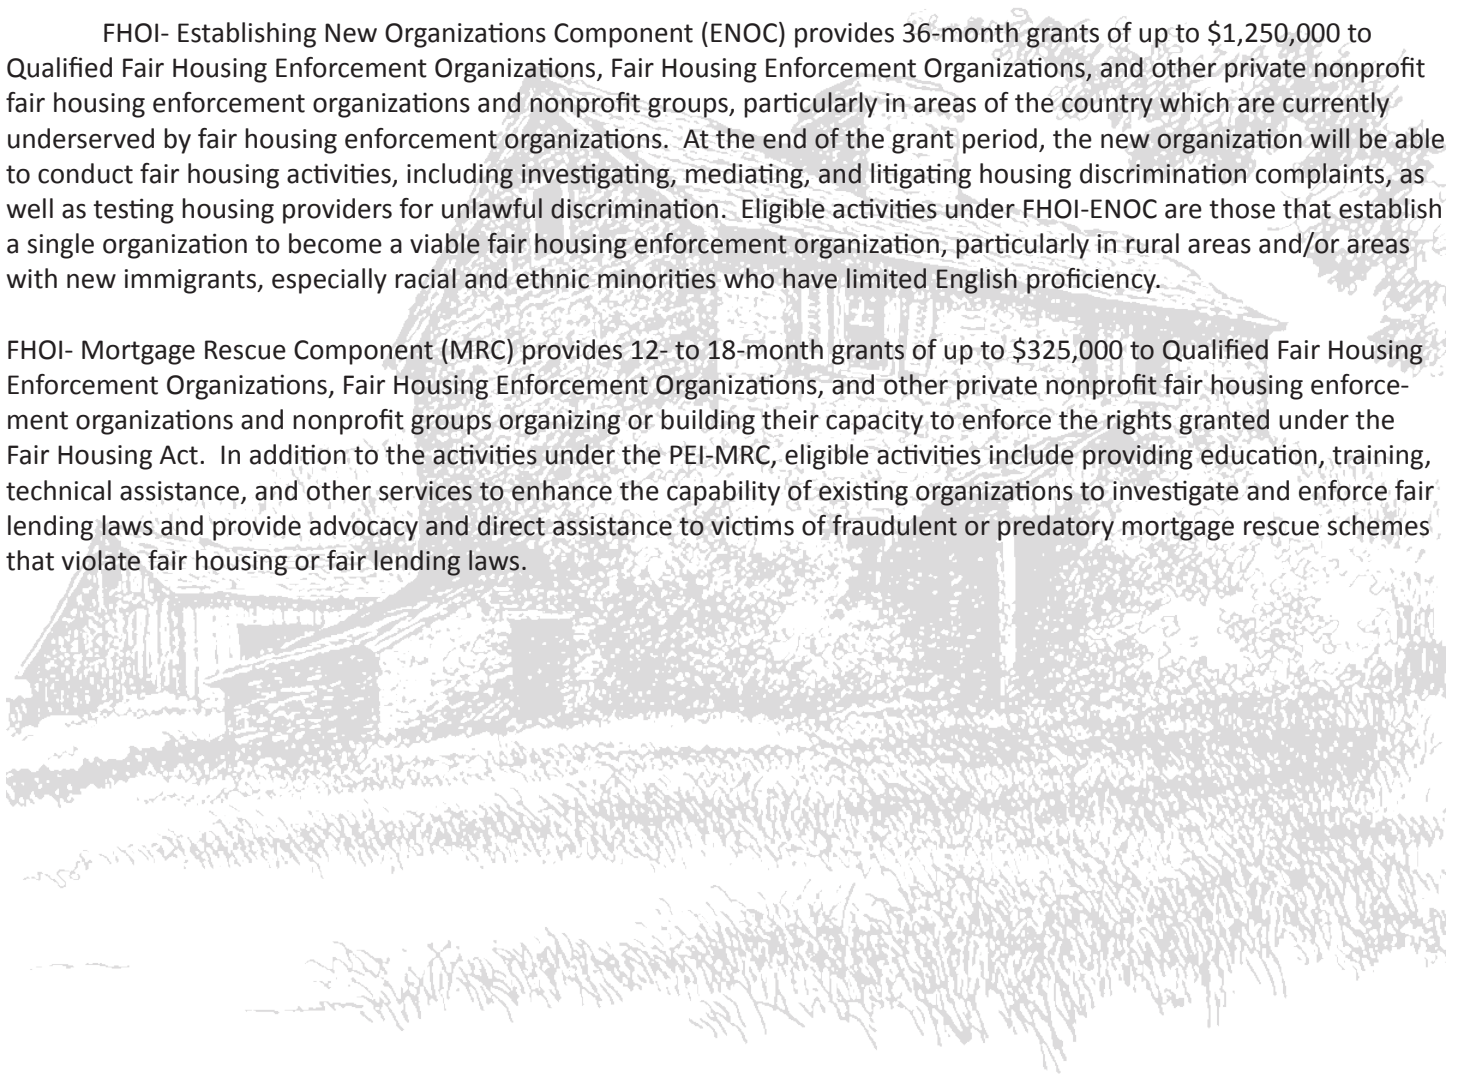 FHOI- Establishing New Organizations Component (ENOC) provides 36-month grants of up to $1,250,000 to
Qualified Fair Housing Enforcement Organizations, Fair Housing Enforcement Organizations, and other private nonprofit
fair housing enforcement organizations and nonprofit groups, particularly in areas of the country which are currently
underserved by fair housing enforcement organizations.  At the end of the grant period, the new organization will be able
to conduct fair housing activities, including investigating, mediating, and litigating housing discrimination complaints, as
well as testing housing providers for unlawful discrimination.  Eligible activities under FHOI-ENOC are those that establish
a single organization to become a viable fair housing enforcement organization, particularly in rural areas and/or areas
with new immigrants, especially racial and ethnic minorities who have limited English proficiency.
FHOI- Mortgage Rescue Component (MRC) provides 12- to 18-month grants of up to $325,000 to Qualified Fair Housing
Enforcement Organizations, Fair Housing Enforcement Organizations, and other private nonprofit fair housing enforce-
ment organizations and nonprofit groups organizing or building their capacity to enforce the rights granted under the
Fair Housing Act.  In addition to the activities under the PEI-MRC, eligible activities include providing education, training,
technical assistance, and other services to enhance the capability of existing organizations to investigate and enforce fair
lending laws and provide advocacy and direct assistance to victims of fraudulent or predatory mortgage rescue schemes
that violate fair housing or fair lending laws.